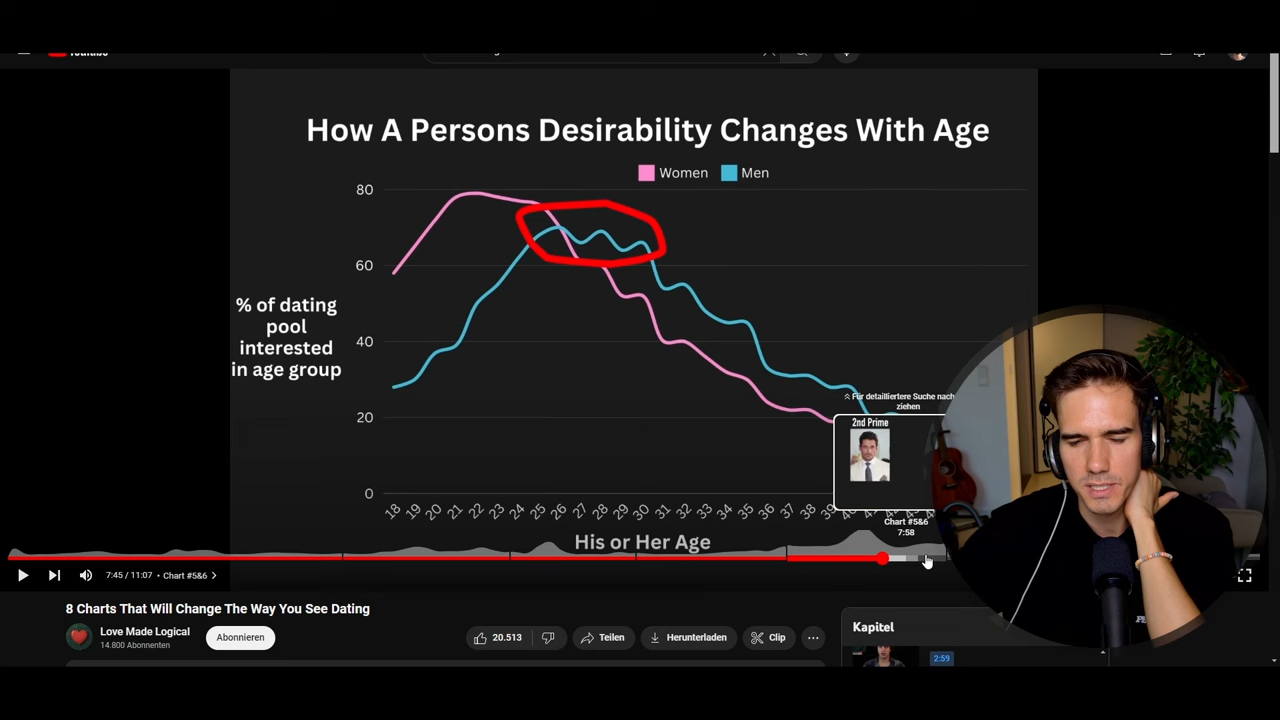 How A Persons Desirability Changes With Age
Women Men
80
60
40
20
0
% of dating
pool
interested
in age group
18 19 20 21 22 23 24 25 26 27 28 29 30 31 32 33 34 35 36 37 38 39
His or Her Age
Für detailliertere Suche nach
ziehen
2nd Prime
Chart #5&6
7:58
7:45 / 11:07 • Chart #5&6
8 Charts That Will Change The Way You See Dating
Love Made Logical
14.800 Abonnenten
Abonnieren
20.513
Teilen
Herunterladen
Clip
Kapitel
2:59